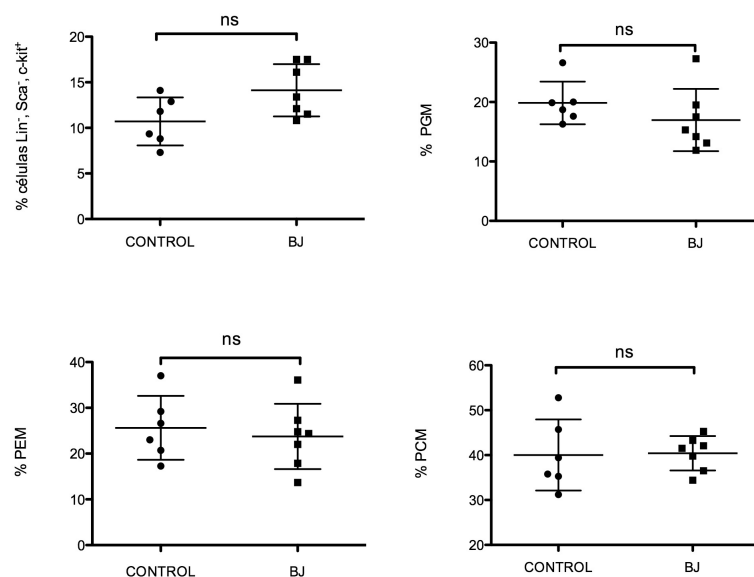 ns
% células Lin-, Sca-, c-kit+
20
15
10
5
0
CONTROL BJ
ns
% PGM
30
20
10
0
CONTROL BJ
ns
% PEM
40
30
20
10
0
CONTROL BJ
ns
% PCM
60
50
40
30
20
CONTROL BJ